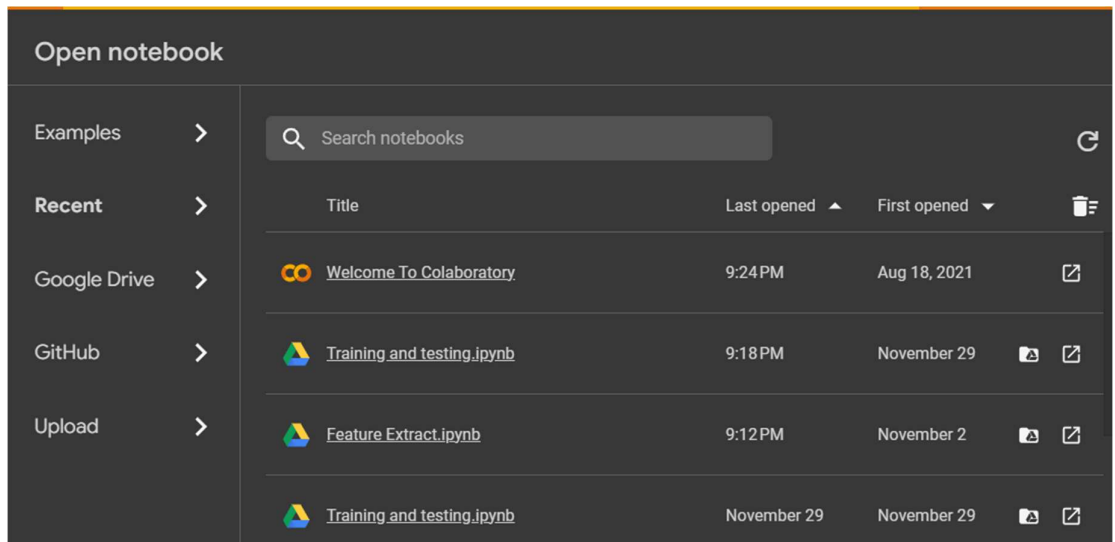 Open notebook
Examples
Recent
Google Drive
GitHub
Upload
Search notebooks
Title Last opened First opened
Welcome To Colaboratory 9:24 PM Aug 18, 2021
Training and testing.ipynb 9:18 PM November 29
Feature Extract.ipynb 9:12 PM November 2
Training and testing.ipynb November 29 November 29